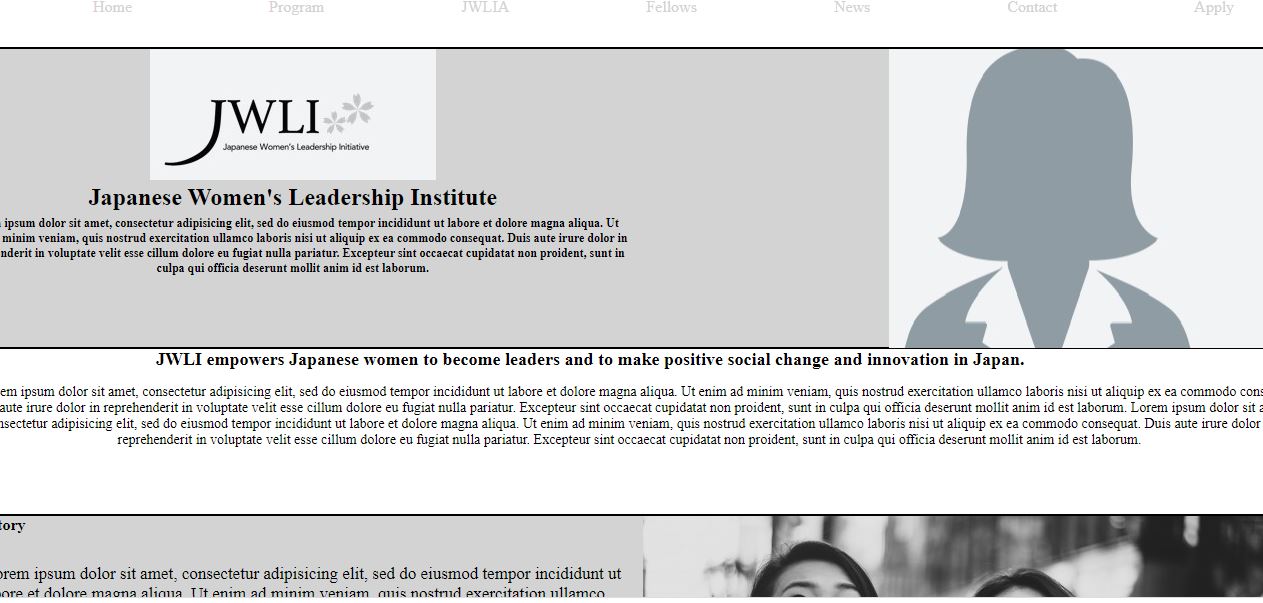 Home Program JWLIA Fellows News Contact Apply
JWLI
Japanese Women's Leadership Initiative
Japanese Women's Leadership Institute
ipsum dolor sit amet, consectetur adipisicing elit, sed do eiusmod tempor incididunt ut labore et dolore magna aliqua. Ut
minim veniam, quis nostrud exercitation ullamco laboris nisi ut aliquip ex ea commodo consequat. Duis aute irure dolor in
nderit in voluptate velit esse cillum dolore eu fugiat nulla pariatur. Excepteur sint occaecat cupidatat non proident, sunt in
culpa qui officia deserunt mollit anim id est laborum.
JWLI empowers Japanese women to become leaders and to make positive social change and innovation in Japan.
em ipsum dolor sit amet, consectetur adipisicing elit, sed do eiusmod tempor incididunt ut labore et dolore magna aliqua. Ut enim ad minim veniam, quis nostrud exercitation ullamco laboris nisi ut aliquip ex ea commodo cons
aute irure dolor in reprehenderit in voluptate velit esse cillum dolore eu fugiat nulla pariatur. Excepteur sint occaecat cupidatat non proident, sunt in culpa qui officia deserunt mollit anim id est laborum. Lorem ipsum dolor sit a
nsectetur adipisicing elit, sed do eiusmod tempor incididunt ut labore et dolore magna aliqua. Ut enim ad minim veniam, quis nostrud exercitation ullamco laboris nisi ut aliquip ex ea commodo consequat. Duis aute irure dolor
reprehenderit in voluptate velit esse cillum dolore eu fugiat nulla pariatur. Excepteur sint occaecat cupidatat non proident, sunt in culpa qui officia deserunt mollit anim id est laborum.
tory
orem ipsum dolor sit amet, consectetur adipisicing elit, sed do eiusmod tempor incididunt ut
ore et dolore magna aliqua. Ut enim ad minim veniam, quis nostrud exercitation ullamco